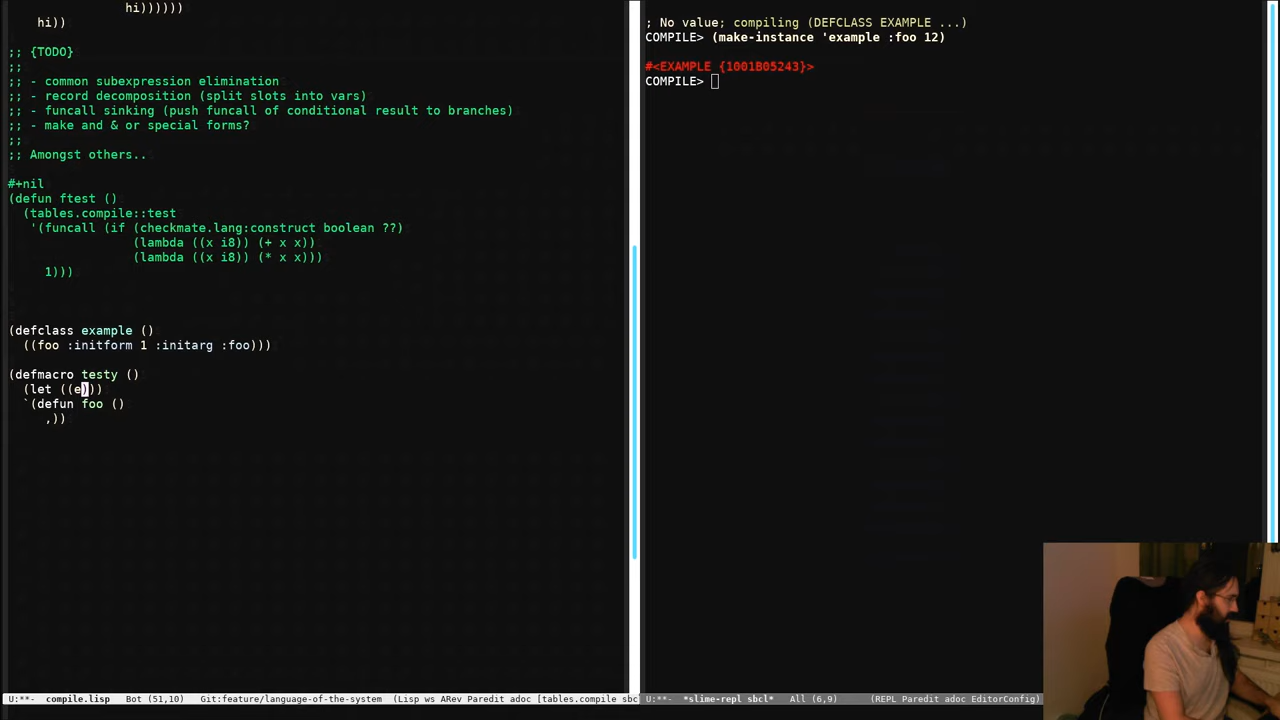 hi))))))
    hi))
;; {TODO}
;;
;; - common subexpression elimination
;; - record decomposition (split slots into vars)
;; - funcall sinking (push funcall of conditional result to branches)
;; - make and & or special forms?
;;
;; Amongst others..
#+nil
(defun ftest ()
  (tables.compile::test
   '(funcall (if (checkmate.lang:construct boolean ??)
                 (lambda ((x i8)) (+ x x))
                 (lambda ((x i8)) (* x x)))
     1)))
(defclass example ()
  ((foo :initform 1 :initarg :foo)))
(defmacro testy ()
  (let ((e)))
  `(defun foo ()
     ,))
U:**-  compile.lisp   Bot (51,10)   Git:feature/language-of-the-system  (Lisp ws ARev Paredit adoc [tables.compile sbcl
; No value; compiling (DEFCLASS EXAMPLE ...)
COMPILE> (make-instance 'example :foo 12)
#<EXAMPLE {1001B05243}>
COMPILE>
U:**-  *slime-repl sbcl*   All (6,9)   (REPL Paredit adoc EditorConfig)